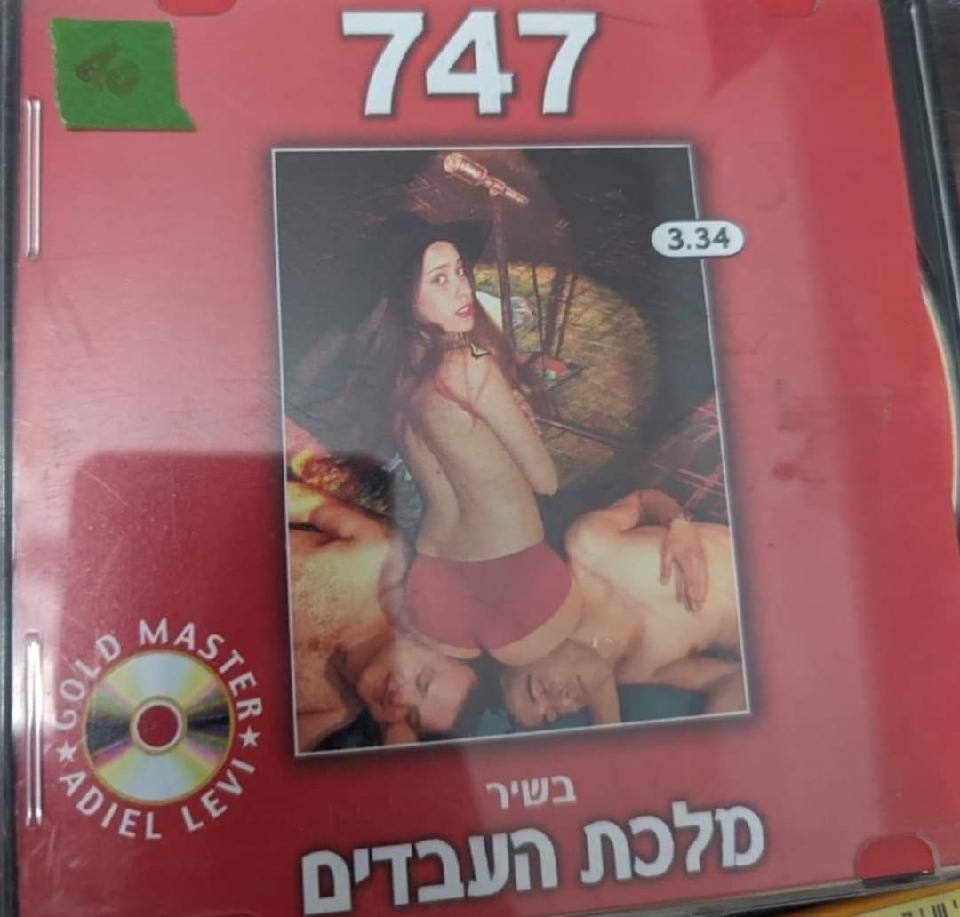 747
3.34
GOLD MASTER
ADIEL LEVI
בשיר
מלכת העבדים